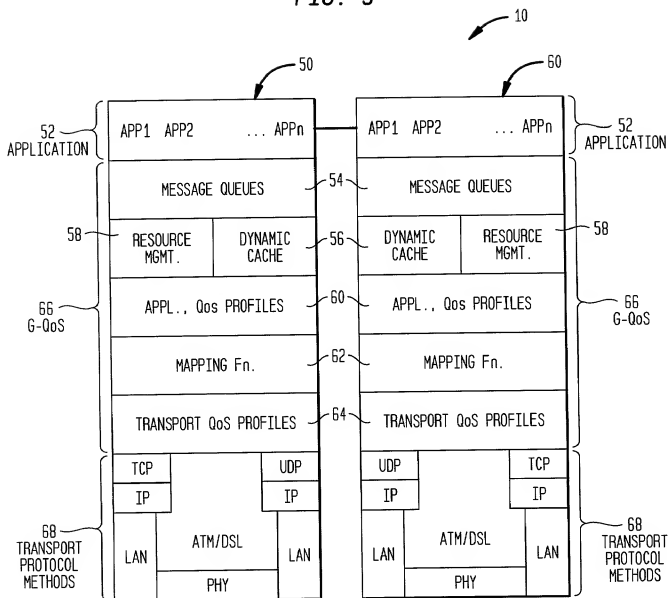 FIG.
10
50
60
52
APPLICATION
APP1 APP2 ... APPn
APP1 APP2 ... APPn
52
APPLICATION
MESSAGE QUEUES
54
MESSAGE QUEUES
58
RESOURCE
MGMT.
DYNAMIC
CACHE
56
DYNAMIC
CACHE
RESOURCE
MGMT.
58
66
G-QoS
APPL., Qos PROFILES
60
APPL., Qos PROFILES
66
G-QoS
MAPPING Fn.
62
MAPPING Fn.
TRANSPORT QoS PROFILES
64
TRANSPORT QoS PROFILES
TCP
UDP
UDP
TCP
IP
IP
IP
IP
68
TRANSPORT
PROTOCOL
METHODS
LAN
ATM/DSL
LAN
PHY
LAN
ATM/DSL
LAN
PHY
68
TRANSPORT
PROTOCOL
METHODS